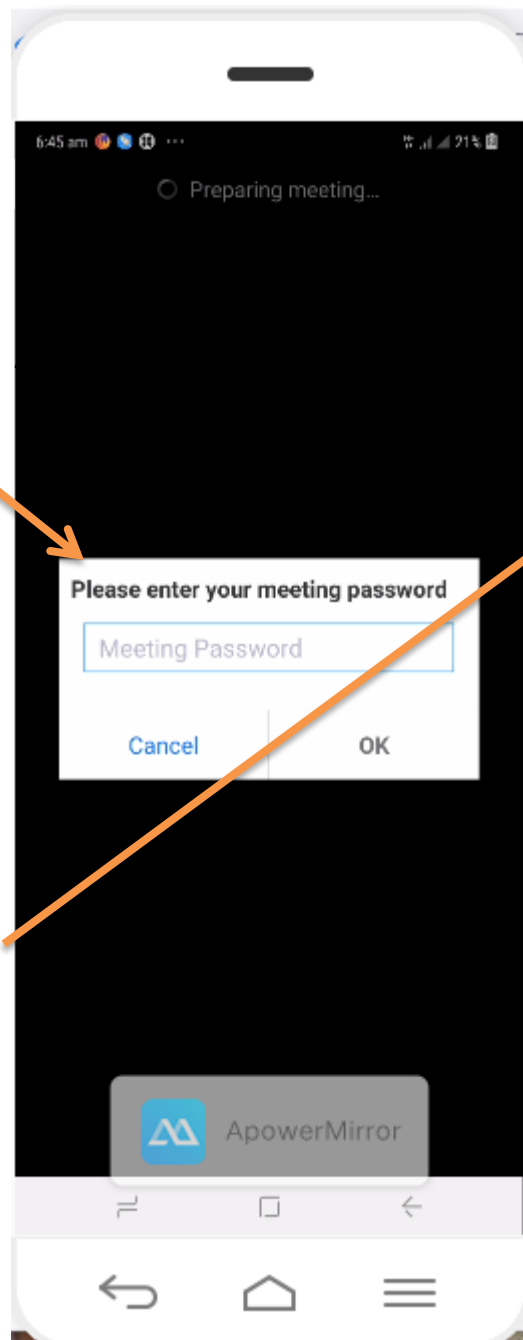 6:45 am ··· 21%
Preparing meeting...
Please enter your meeting password
Meeting Password
Cancel OK
ApowerMirror